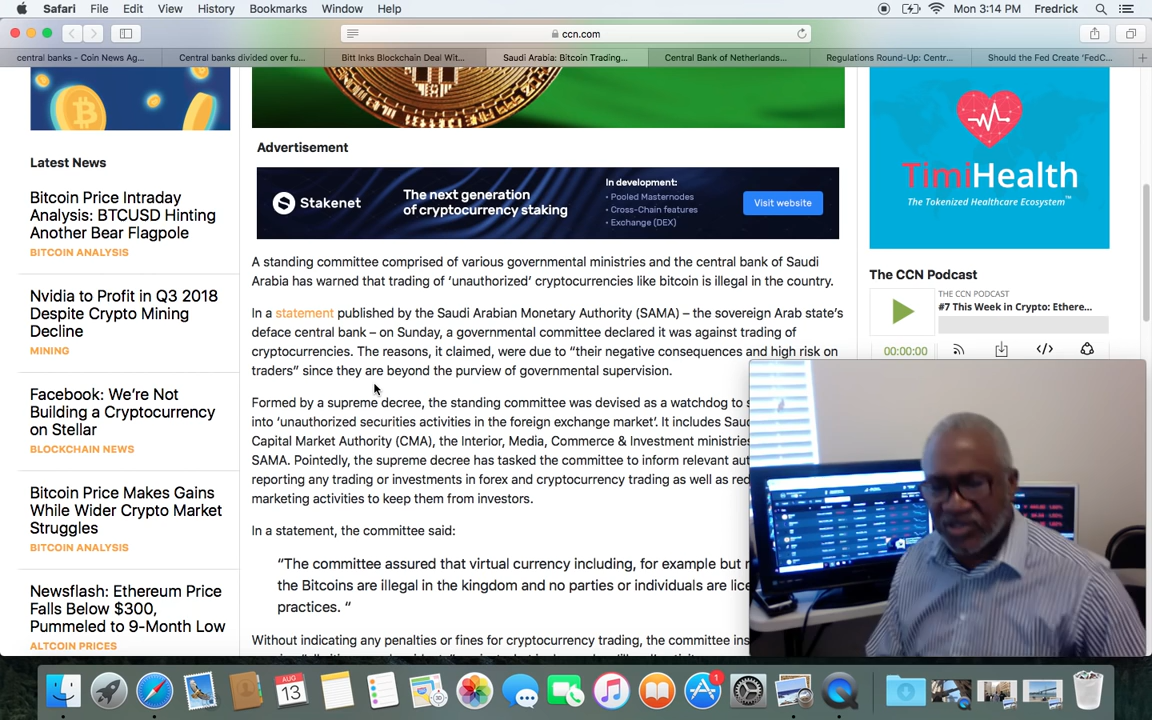 Safari File Edit View History Bookmarks Window Help Mon 3:14 PM Fredrick
ccn.com
central banks - Coin News Ag...
Central banks divided over fu...
Bitt Inks Blockchain Deal Wit...
Saudi Arabia: Bitcoin Trading...
Central Bank of Netherlands...
Regulations Round-Up: Centr...
Should the Fed Create ‘FedC...
Latest News
Bitcoin Price Intraday
Analysis: BTCUSD Hinting
Another Bear Flagpole
BITCOIN ANALYSIS
Nvidia to Profit in Q3 2018
Despite Crypto Mining
Decline
MINING
Facebook: We’re Not
Building a Cryptocurrency
on Stellar
BLOCKCHAIN NEWS
Bitcoin Price Makes Gains
While Wider Crypto Market
Struggles
BITCOIN ANALYSIS
Newsflash: Ethereum Price
Falls Below $300,
Pummeled to 9-Month Low
ALTCOIN PRICES
Advertisement
Stakenet
The next generation
of cryptocurrency staking
In development:
• Pooled Masternodes
• Cross-Chain features
• Exchange (DEX)
Visit website
A standing committee comprised of various governmental ministries and the central bank of Saudi
Arabia has warned that trading of ‘unauthorized’ cryptocurrencies like bitcoin is illegal in the country.
In a statement published by the Saudi Arabian Monetary Authority (SAMA) – the sovereign Arab state’s
deface central bank – on Sunday, a governmental committee declared it was against trading of
cryptocurrencies. The reasons, it claimed, were due to “their negative consequences and high risk on
traders” since they are beyond the purview of governmental supervision.
Formed by a supreme decree, the standing committee was devised as a watchdog to
into ‘unauthorized securities activities in the foreign exchange market’. It includes
Capital Market Authority (CMA), the Interior, Media, Commerce & Investment ministries
SAMA. Pointedly, the supreme decree has tasked the committee to inform relevant
reporting any trading or investments in forex and cryptocurrency trading as well as
marketing activities to keep them from investors.
In a statement, the committee said:
“The committee assured that virtual currency including, for example but
the Bitcoins are illegal in the kingdom and no parties or individuals are
practices. “
Without indicating any penalties or fines for cryptocurrency trading, the committee
TimiHealth
The Tokenized Healthcare Ecosystem™
The CCN Podcast
THE CCN PODCAST
#7 This Week in Crypto: Ethere...
00:00:00
AUG
13
1